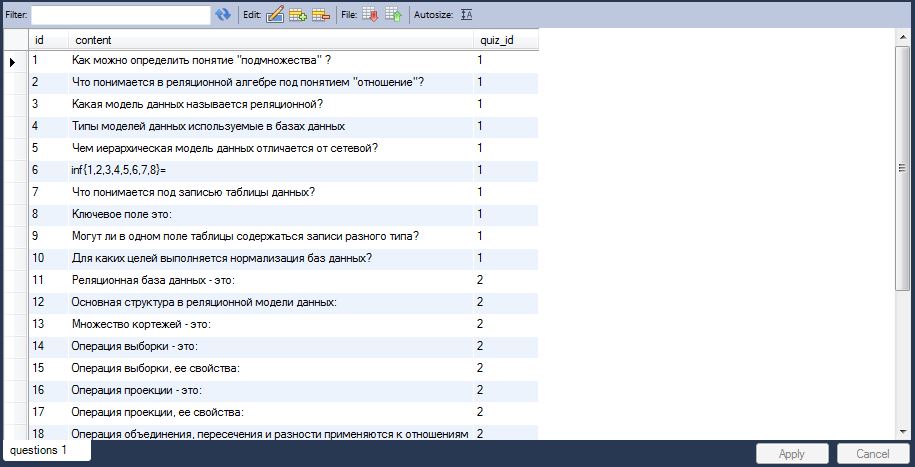 Filter: Edit: File: Autosize:
id content quiz_id
1 Как можно определить понятие "подмножества" ? 1
2 Что понимается в реляционной алгебре под понятием "отношение"? 1
3 Какая модель данных называется реляционной? 1
4 Типы моделей данных используемые в базах данных 1
5 Чем иерархическая модель данных отличается от сетевой? 1
6 inf{1,2,3,4,5,6,7,8}= 1
7 Что понимается под записью таблицы данных? 1
8 Ключевое поле это: 1
9 Могут ли в одном поле таблицы содержаться записи разного типа? 1
10 Для каких целей выполняется нормализация баз данных? 1
11 Реляционная база данных - это: 2
12 Основная структура в реляционной модели данных: 2
13 Множество кортежей - это: 2
14 Операция выборки - это: 2
15 Операция выборки, ее свойства: 2
16 Операция проекции - это: 2
17 Операция проекции, ее свойства: 2
18 Операция объединения, пересечения и разности применяются к отношениям 2
questions 1
Apply Cancel